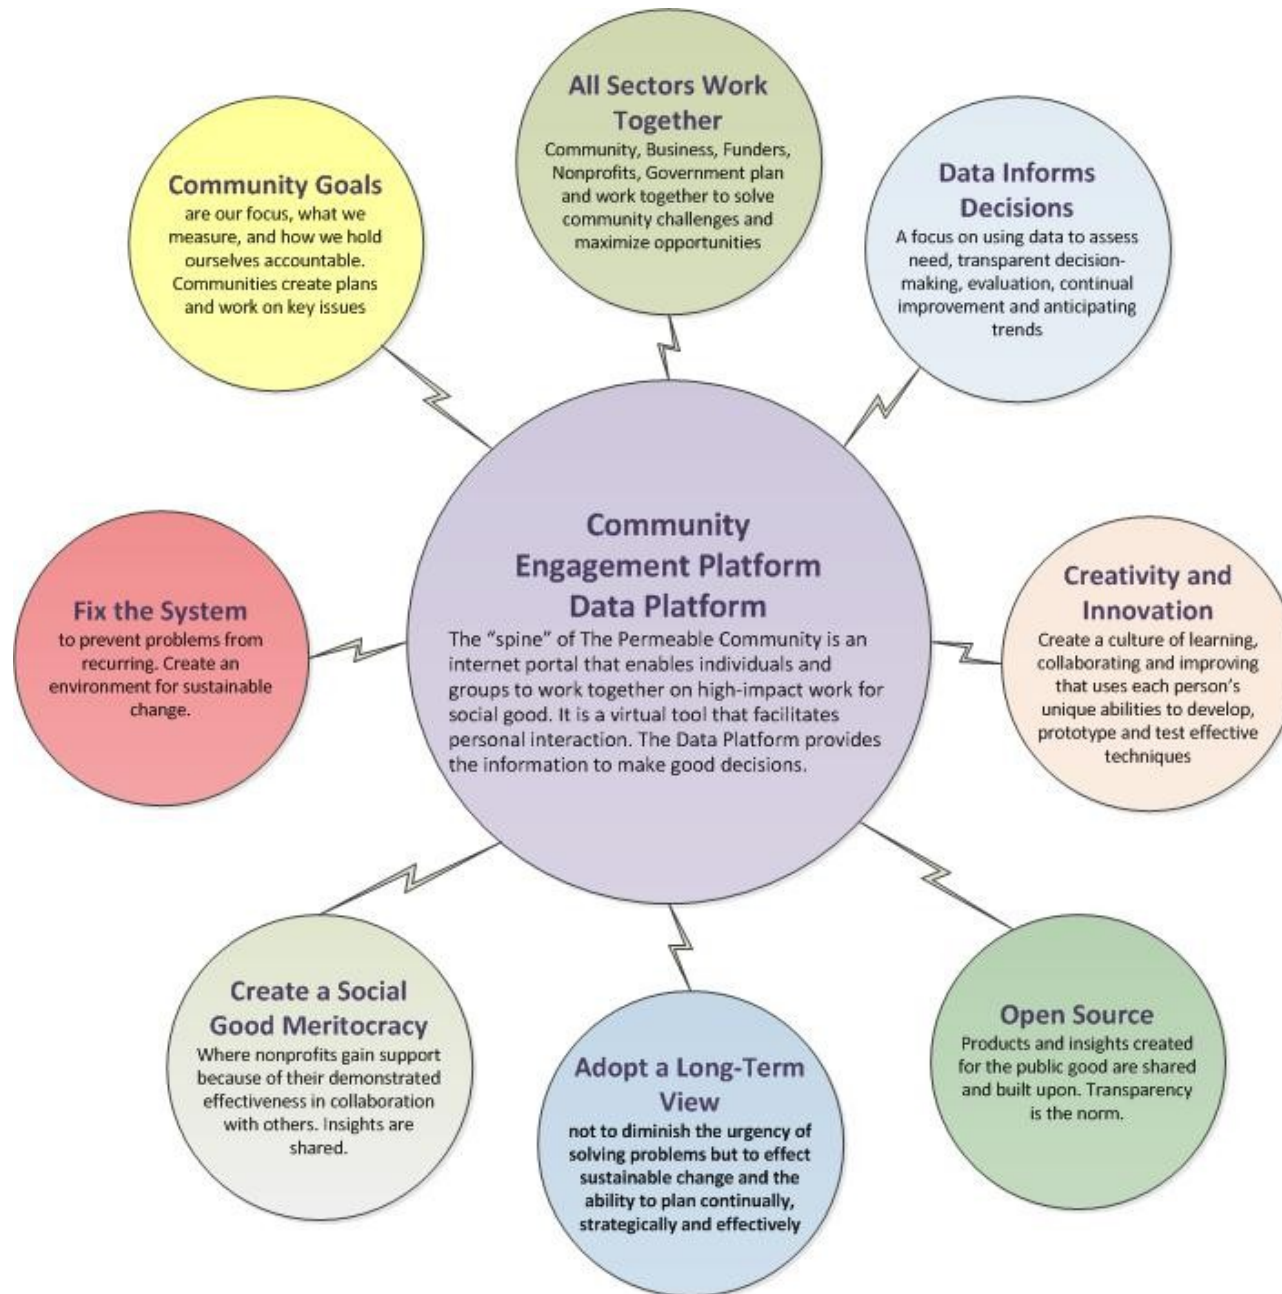 All Sectors Work
Together
Community, Business, Funders,
Nonprofits, Government plan
and work together to solve
community challenges and
maximize opportunities
Community Goals
are our focus, what we
measure, and how we hold
ourselves accountable.
Communities create plans
and work on key issues
Data Informs
Decisions
A focus on using data to assess
need, transparent decision-
making, evaluation, continual
improvement and anticipating
trends
Community
Engagement Platform
Data Platform
The “spine” of The Permeable Community is an
internet portal that enables individuals and
groups to work together on high-impact work for
social good. It is a virtual tool that facilitates
personal interaction. The Data Platform provides
the information to make good decisions.
Fix the System
to prevent problems from
recurring. Create an
environment for sustainable
change.
Creativity and
Innovation
Create a culture of learning,
collaborating and improving
that uses each person’s
unique abilities to develop,
prototype and test effective
techniques
Create a Social
Good Meritocracy
Where nonprofits gain support
because of their demonstrated
effectiveness in collaboration
with others. Insights are
shared.
Adopt a Long-Term
View
not to diminish the urgency of
solving problems but to effect
sustainable change and the
ability to plan continually,
strategically and effectively
Open Source
Products and insights created
for the public good are shared
and built upon. Transparency
is the norm.